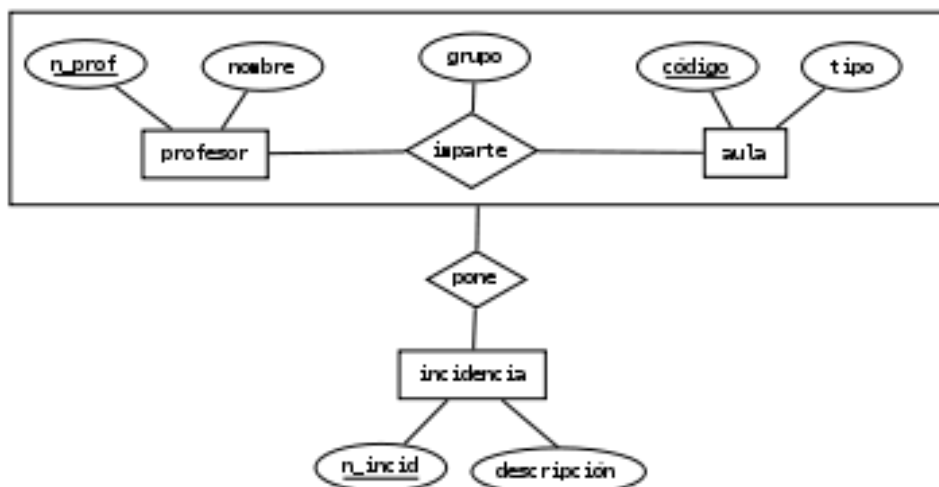 n_prof
nombre
grupo
código
tipo
profesor
imparte
aula
pone
incidencia
n_incid
descripción